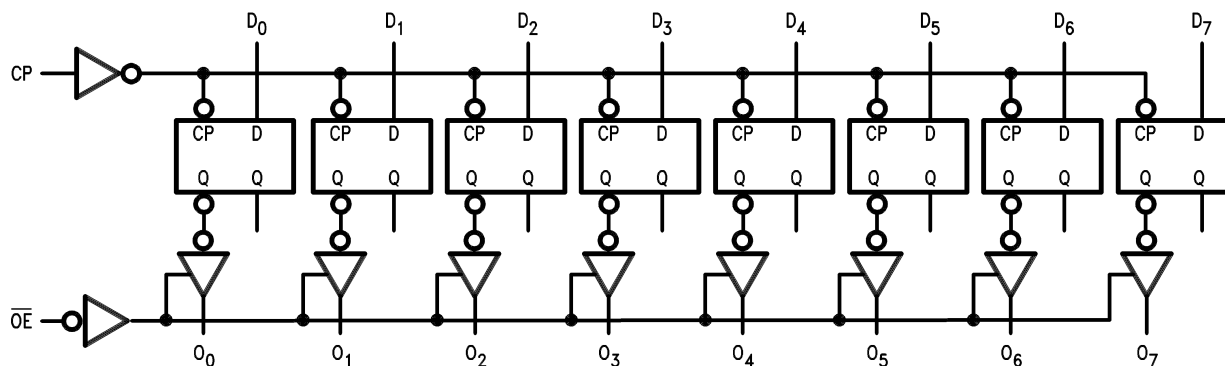 D0 D1 D2 D3 D4 D5 D6 D7
CP
CP D CP D CP D CP D CP D CP D CP D CP D
Q Q Q Q Q Q Q Q Q Q Q Q Q Q Q Q
O̅E̅
O0 O1 O2 O3 O4 O5 O6 O7